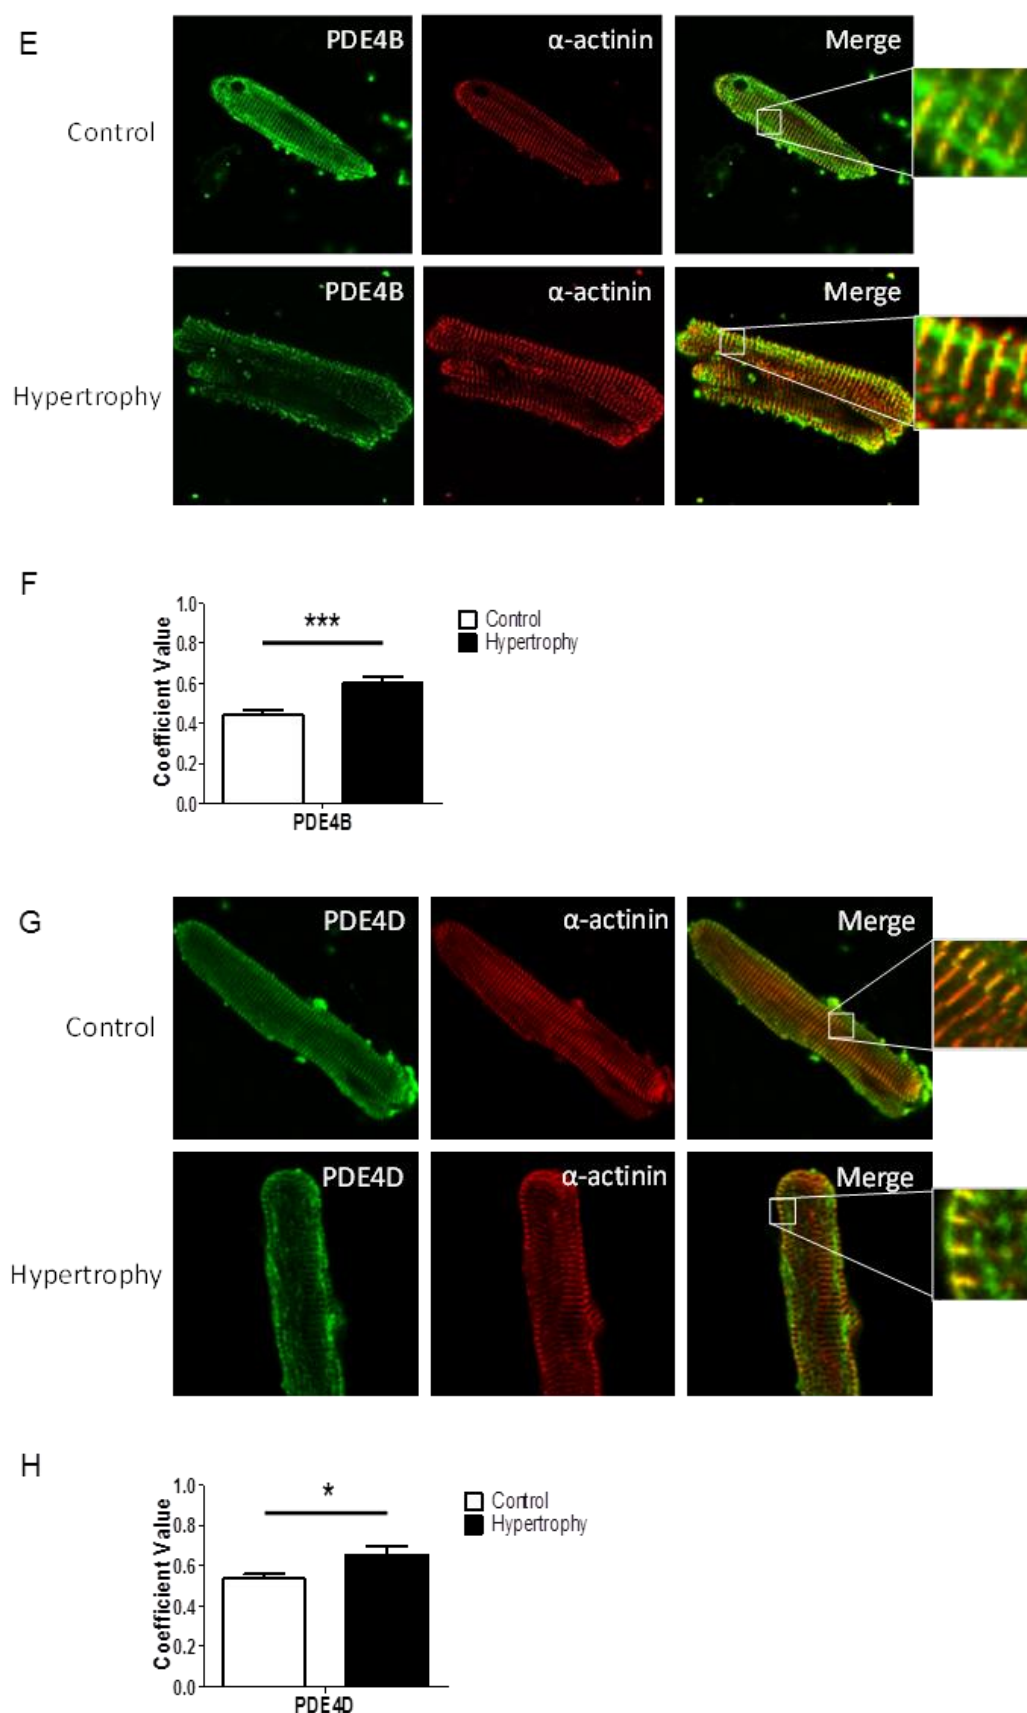 E
PDE4B α-actinin Merge
Control
PDE4B α-actinin Merge
Hypertrophy
F
1.0
0.8
0.6
0.4
0.2
0.0
Coefficient Value
***
Control
Hypertrophy
PDE4B
G
PDE4D α-actinin Merge
Control
PDE4D α-actinin Merge
Hypertrophy
H
1.0
0.8
0.6
0.4
0.2
0.0
Coefficient Value
*
Control
Hypertrophy
PDE4D